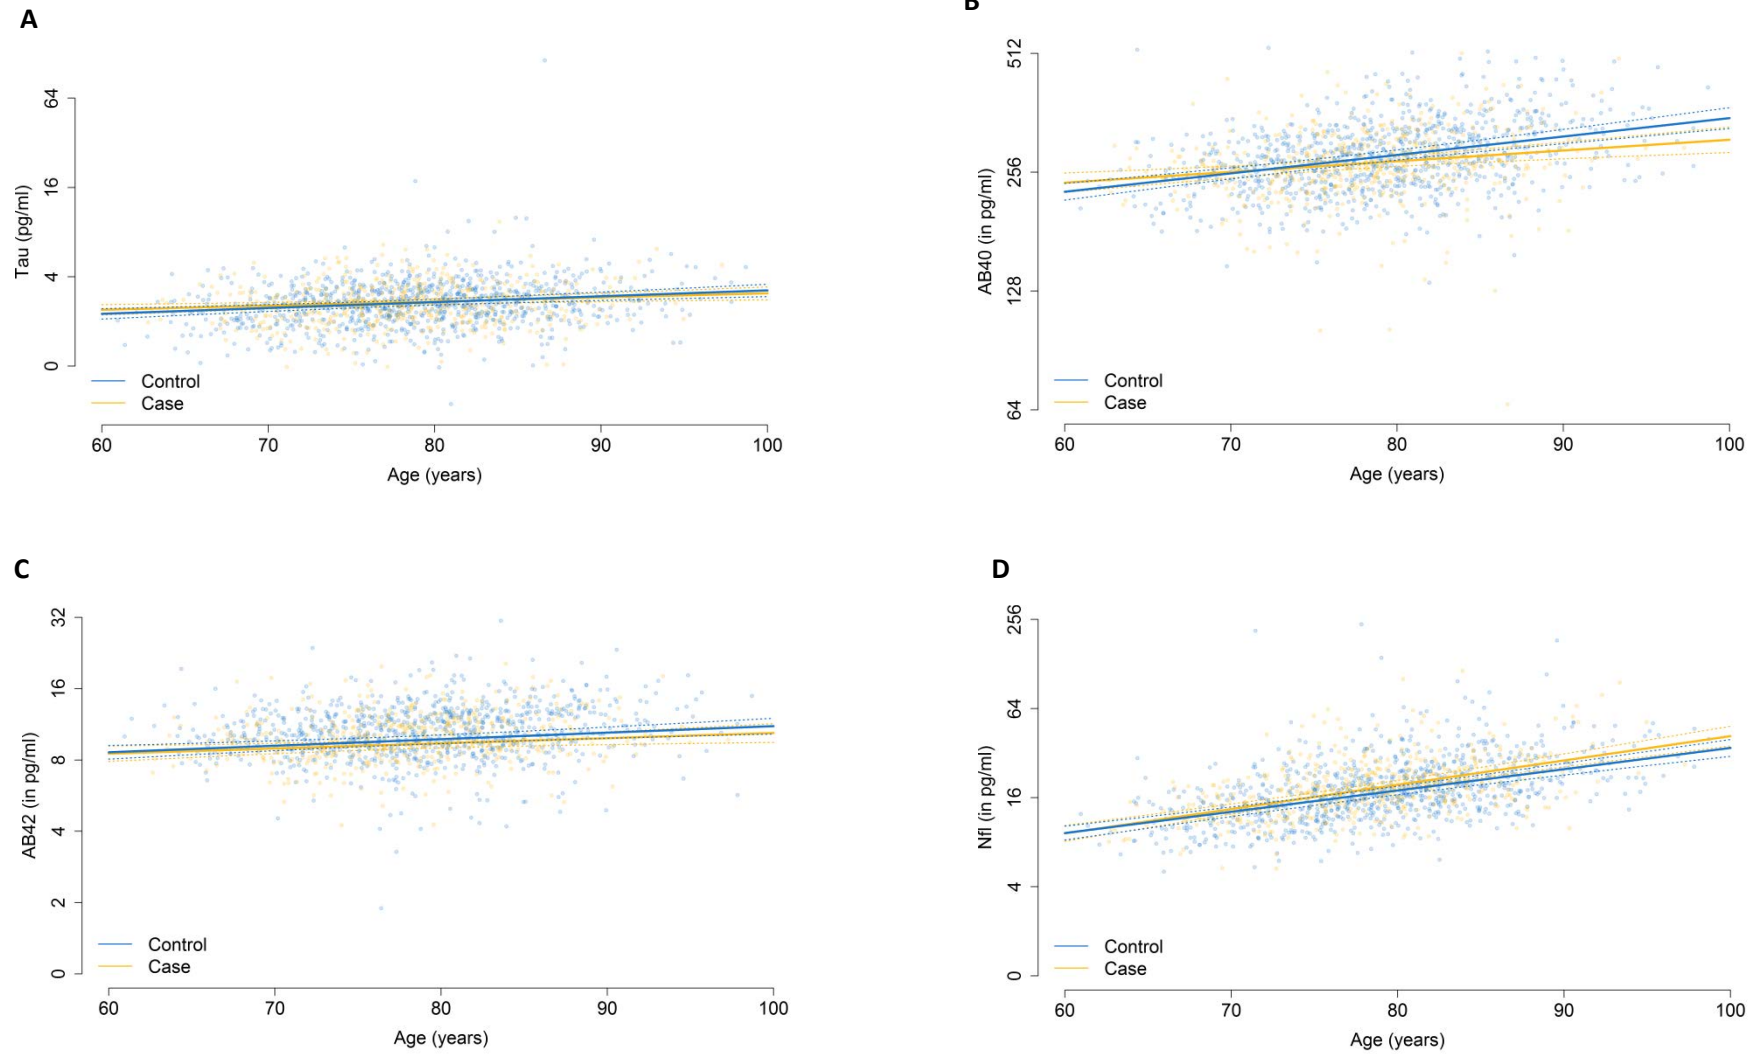 A
64
16
4
0
Tau (pg/ml)
Control
Case
60 70 80 90 100
Age (years)
B
512
256
128
64
AB40 (in pg/ml)
Control
Case
60 70 80 90 100
Age (years)
C
32
16
8
4
2
0
AB42 (in pg/ml)
Control
Case
60 70 80 90 100
Age (years)
D
256
64
16
4
0
Nfl (in pg/ml)
Control
Case
60 70 80 90 100
Age (years)